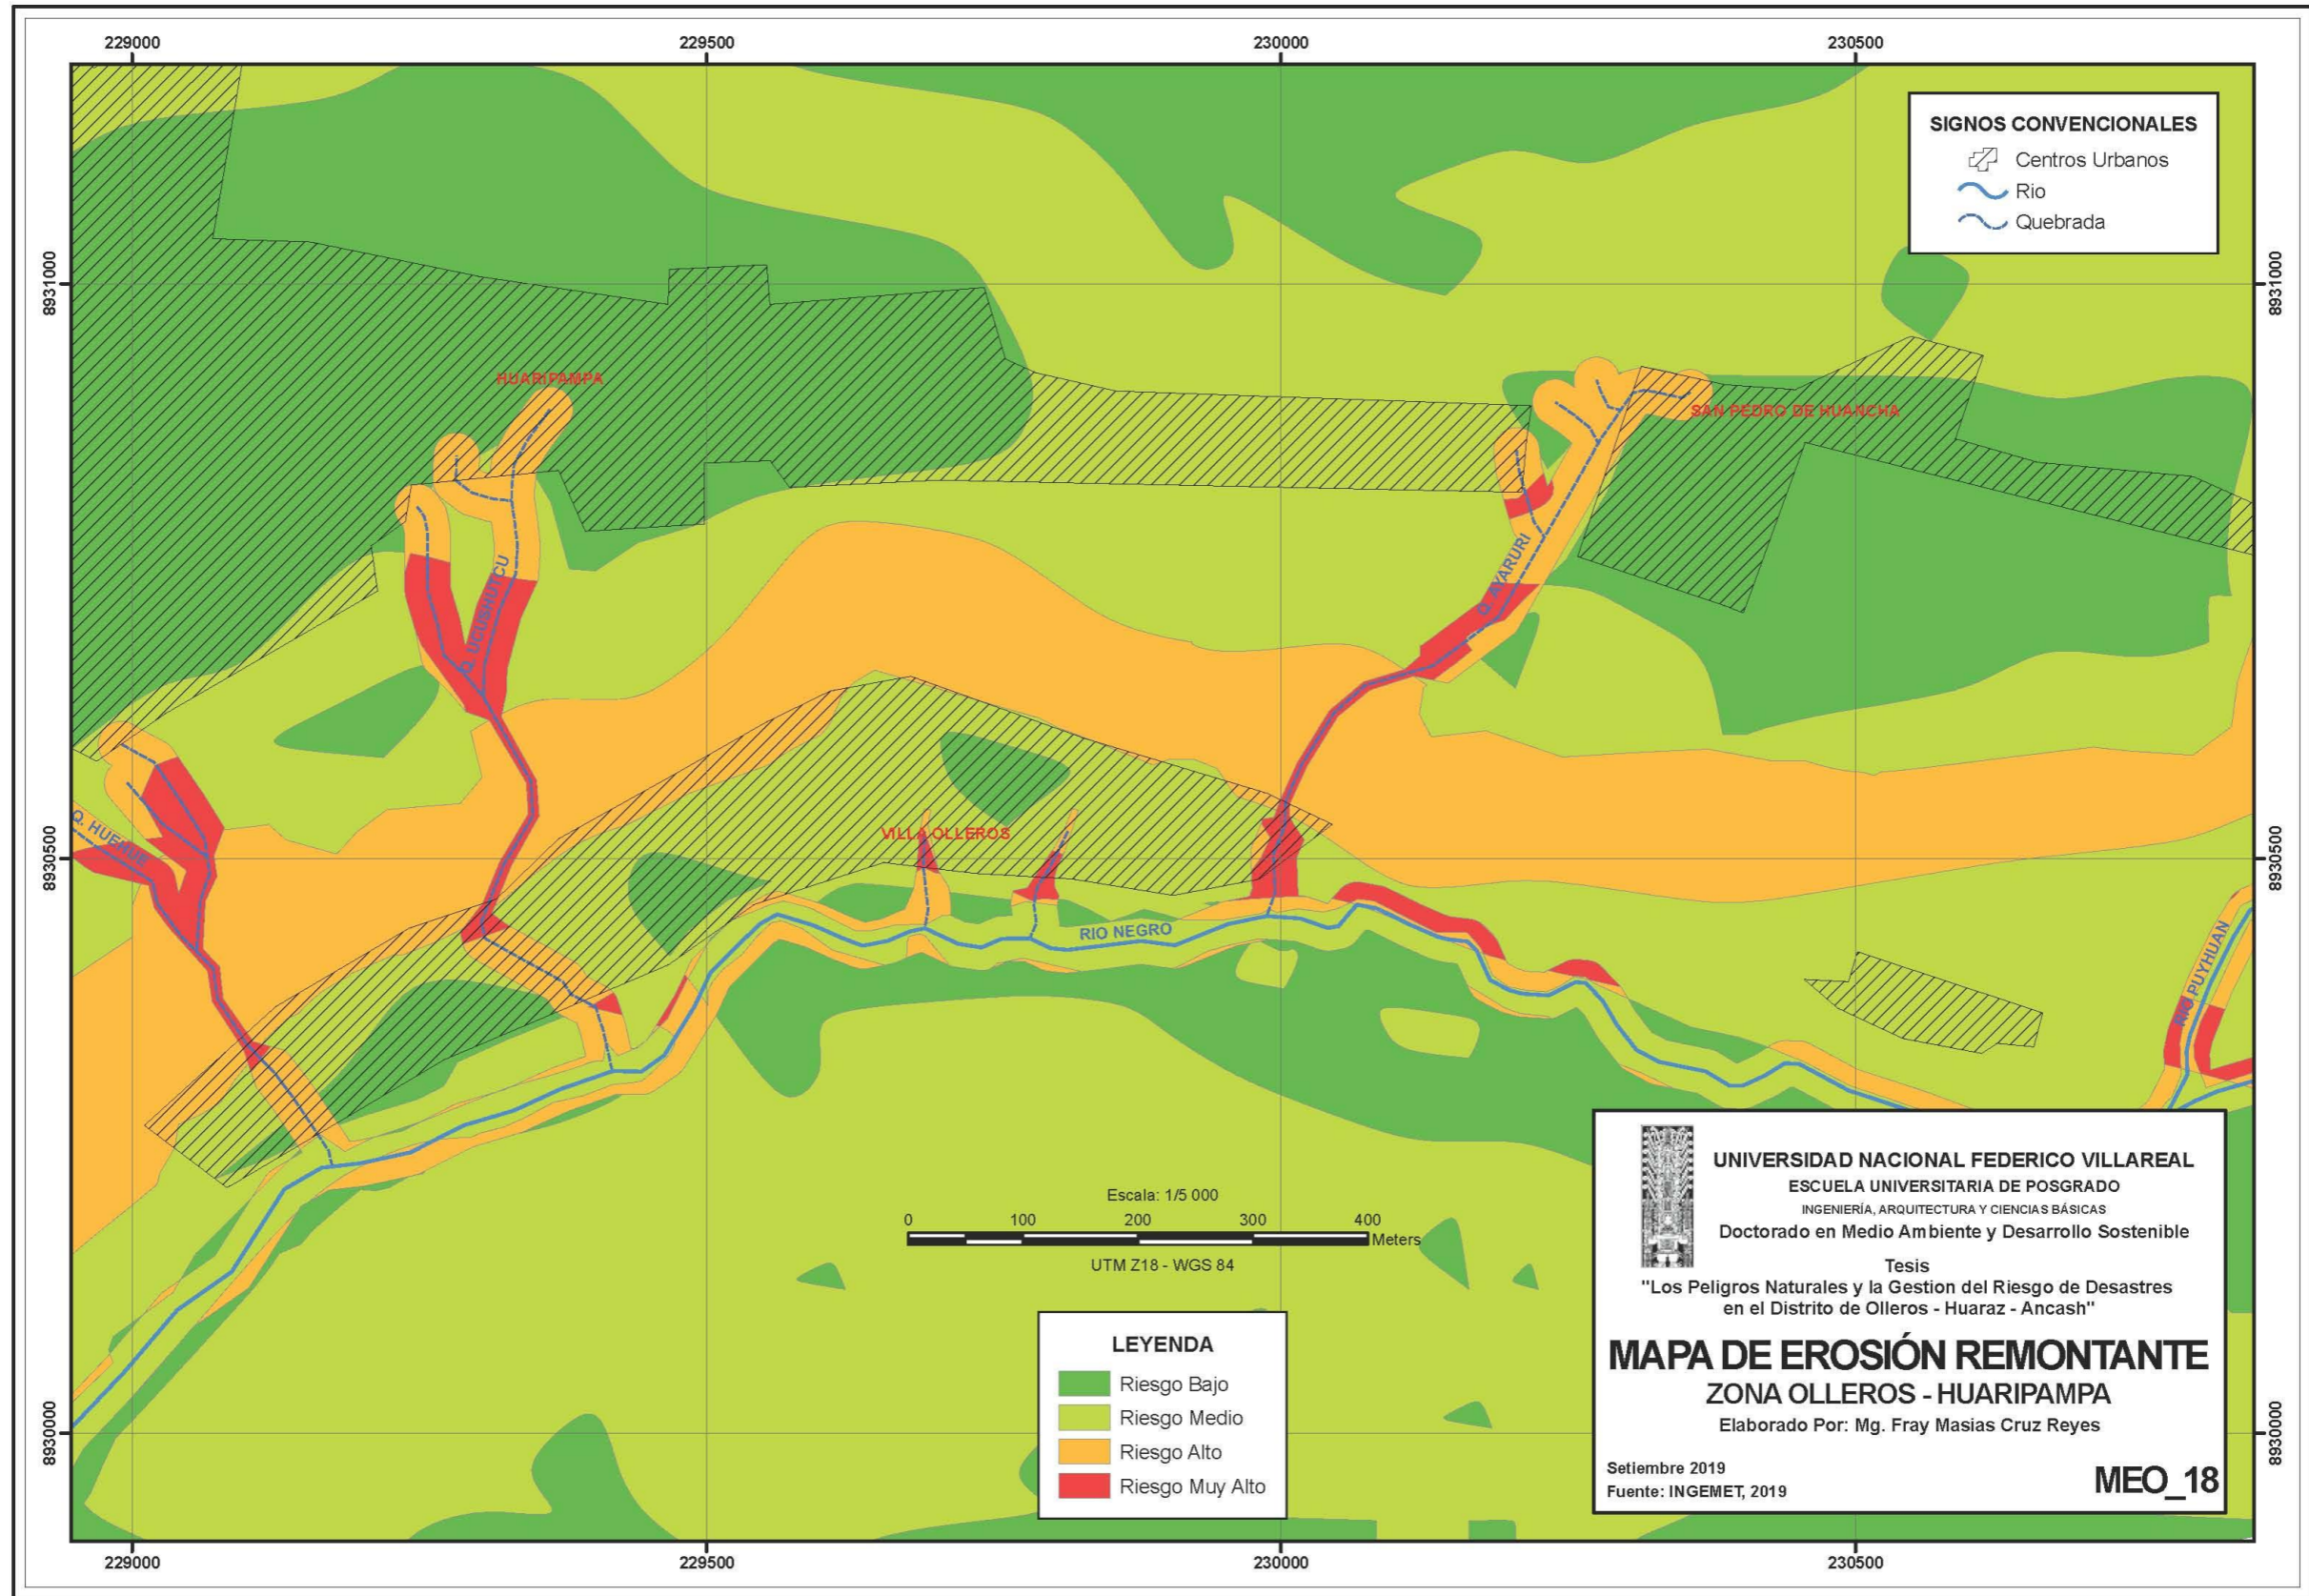 229000
229500
230000
230500
SIGNOS CONVENCIONALES
Centros Urbanos
Rio
Quebrada
8931000
8931000
HUARIPAMPA
SAN PEDRO DE HUANCHA
Q. UCUSHUTCU
Q. AYARURI
Q. HUENUE
VILLA OLLEROS
8930500
8930500
RIO NEGRO
RIO PUYHUAN
Escala: 1/5 000
0 100 200 300 400
Meters
UTM Z18 - WGS 84
LEYENDA
Riesgo Bajo
Riesgo Medio
Riesgo Alto
Riesgo Muy Alto
UNIVERSIDAD NACIONAL FEDERICO VILLAREAL
ESCUELA UNIVERSITARIA DE POSGRADO
INGENIERÍA, ARQUITECTURA Y CIENCIAS BÁSICAS
Doctorado en Medio Ambiente y Desarrollo Sostenible
Tesis
"Los Peligros Naturales y la Gestion del Riesgo de Desastres
en el Distrito de Olleros - Huaraz - Ancash"
MAPA DE EROSIÓN REMONTANTE
ZONA OLLEROS - HUARIPAMPA
Elaborado Por: Mg. Fray Masias Cruz Reyes
Setiembre 2019
Fuente: INGEMET, 2019
MEO_18
8930000
8930000
229000
229500
230000
230500